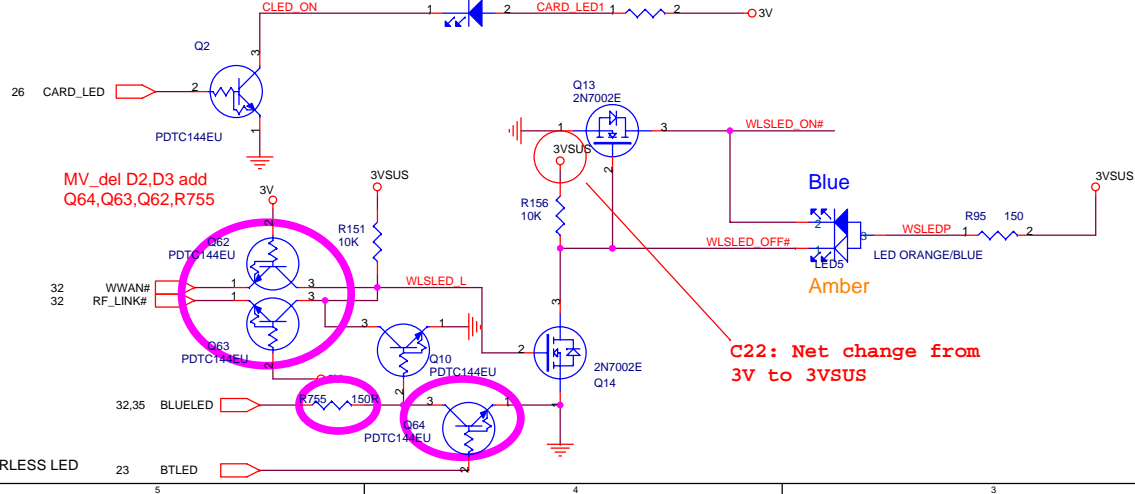 CLED_ON
1
2
CARD_LED1
1
2
3V
Q2
3
26
CARD_LED
2
PDTC144EU
1
Q13
2N7002E
1
3
WLSLED_ON#
2
3VSUS
MV_del D2,D3 add
Q64,Q63,Q62,R755
3V
2
3VSUS
R151
10K
R156
10K
Blue
2
3VSUS
R95
150
WSLEDP
1
2
3
WLSLED_OFF#
1
LED5
LED ORANGE/BLUE
Amber
Q62
PDTC144EU
32
WWAN#
1
3
WLSLED_L
32
RF_LINK#
1
3
3
1
3
Q63
PDTC144EU
2
Q10
PDTC144EU
2
2
2N7002E
Q14
1
C22: Net change from
3V to 3VSUS
R755
150R
32,35
BLUELED
3
1
Q64
PDTC144EU
2
RLESS LED
23
BTLED
5
4
3